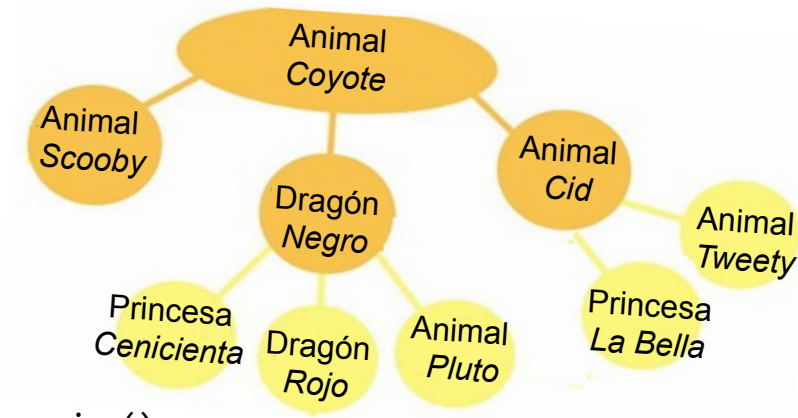 Animal
Coyote
Animal
Scooby
Dragón
Negro
Animal
Cid
Animal
Tweety
Princesa
Cenicienta
Dragón
Rojo
Animal
Pluto
Princesa
La Bella